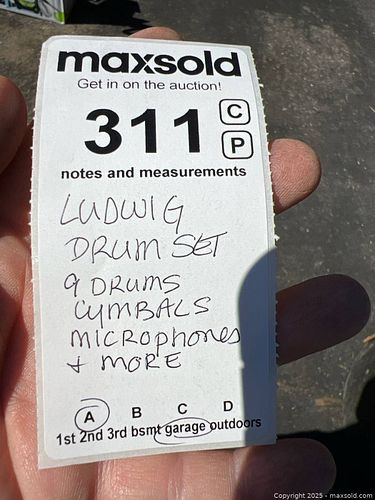 maxsold
Get in on the auction!
311 C
P
notes and measurements
LUDWIG
DRUM SET
9 DRUMS
CYMBALS
MICROPHONES
+ MORE
A B C D
1st 2nd 3rd bsmt garage outdoors
Copyright 2025 - maxsold.com